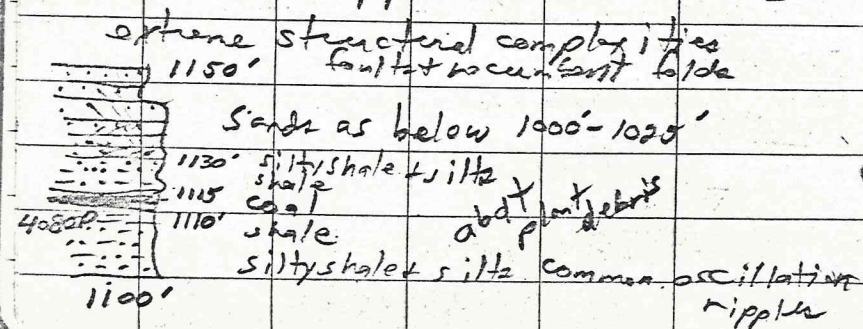 extreme structural complexities
1150' faults + recumbent folds
Sands as below 1000'-1025'
1130' silty shale + silts
shale
1115 coal
abdt plant debris
4082P 1110' shale
silty shale + silts common oscillation
1100' ripples